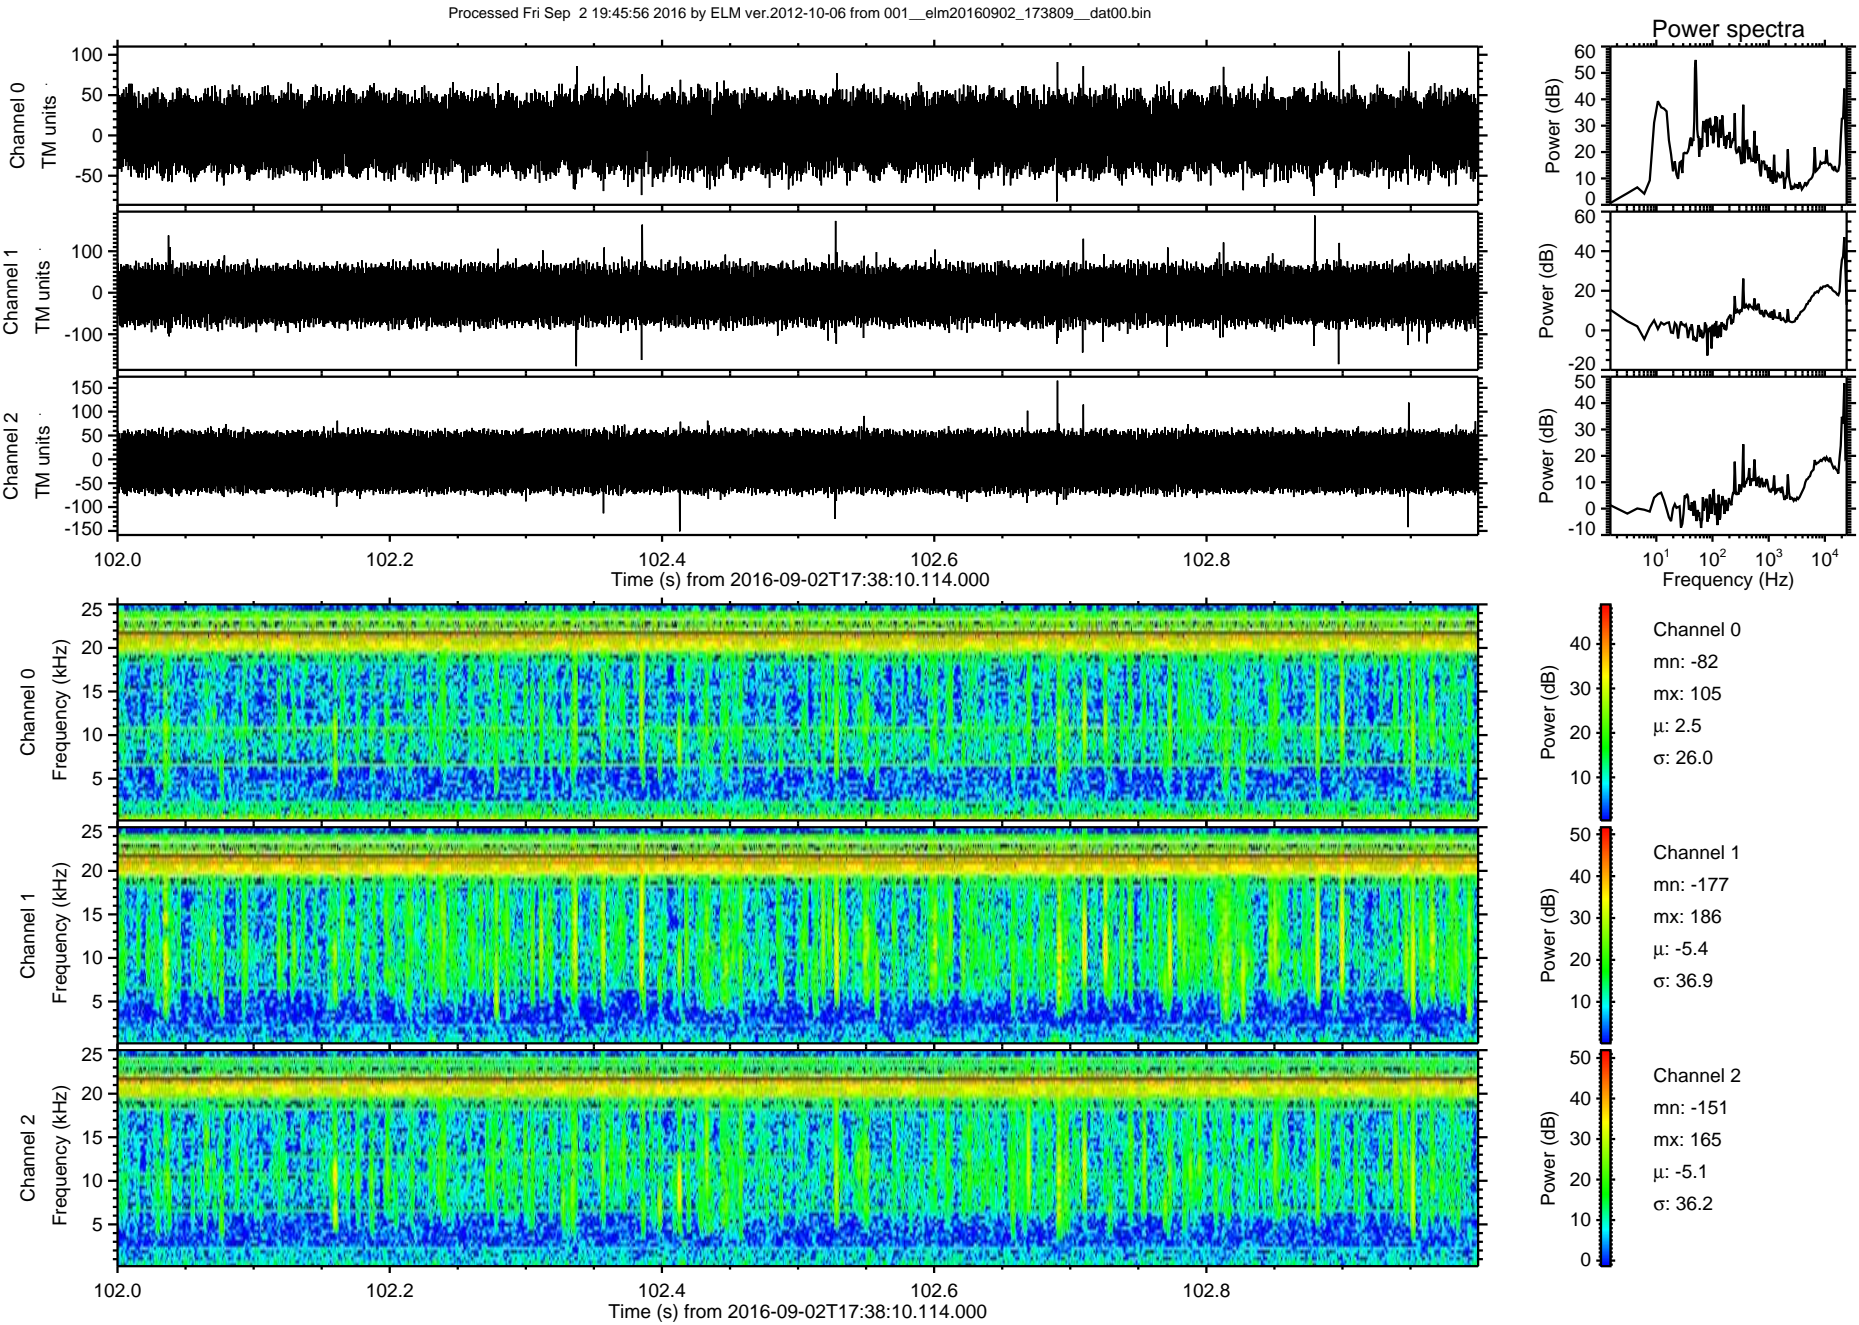 Processed Fri Sep  2 19:45:56 2016 by ELM ver.2012-10-06 from 001__elm20160902_173809__dat00.bin
Power spectra
Channel 0
TM units
100
50
0
-50
Power (dB)
60
50
40
30
20
10
0
Channel 1
TM units
100
0
-100
Power (dB)
60
40
20
0
-20
Channel 2
TM units
150
100
50
0
-50
-100
-150
Power (dB)
50
40
30
20
10
0
-10
102.0 102.2 102.4 102.6 102.8
Time (s) from 2016-09-02T17:38:10.114.000
10¹ 10² 10³ 10⁴
Frequency (Hz)
Channel 0
Frequency (kHz)
25
20
15
10
5
Power (dB)
40
30
20
10
Channel 0
mn: -82
mx: 105
µ: 2.5
σ: 26.0
Channel 1
Frequency (kHz)
25
20
15
10
5
Power (dB)
50
40
30
20
10
Channel 1
mn: -177
mx: 186
µ: -5.4
σ: 36.9
Channel 2
Frequency (kHz)
25
20
15
10
5
Power (dB)
50
40
30
20
10
0
Channel 2
mn: -151
mx: 165
µ: -5.1
σ: 36.2
102.0 102.2 102.4 102.6 102.8
Time (s) from 2016-09-02T17:38:10.114.000